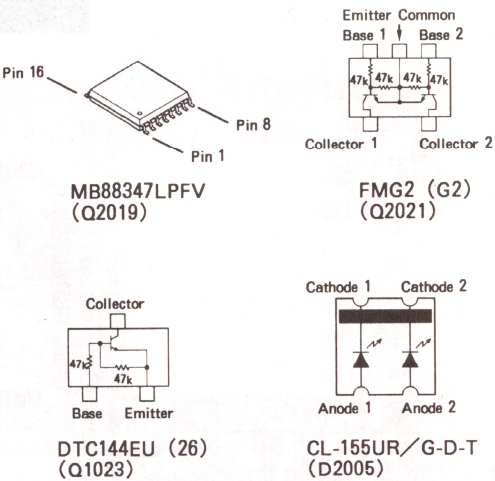 Pin 16
Pin 8
Pin 1
MB88347LPFV
(Q2019)
Emitter Common
Base 1 Base 2
47k 47k 47k 47k
Collector 1 Collector 2
FMG2 (G2)
(Q2021)
Collector
47k
47k
Base Emitter
DTC144EU (26)
(Q1023)
Cathode 1 Cathode 2
Anode 1 Anode 2
CL-155UR/G-D-T
(D2005)